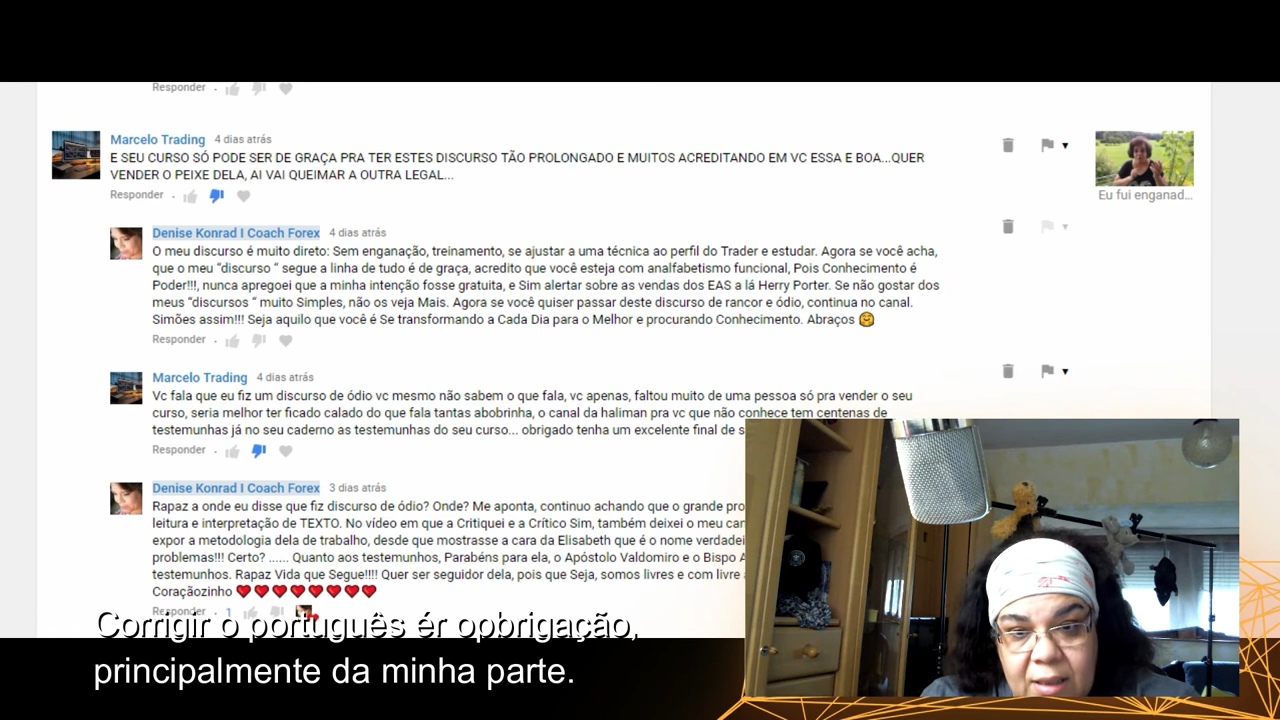 Responder
Marcelo Trading 4 dias atrás
E SEU CURSO SÓ PODE SER DE GRAÇA PRA TER ESTES DISCURSO TÃO PROLONGADO E MUITOS ACREDITANDO EM VC ESSA E BOA...QUER
VENDER O PEIXE DELA, AI VAI QUEIMAR A OUTRA LEGAL...
Responder
Eu fui enganad...
Denise Konrad I Coach Forex 4 dias atrás
O meu discurso é muito direto: Sem enganação, treinamento, se ajustar a uma técnica ao perfil do Trader e estudar. Agora se você acha,
que o meu “discurso “ segue a linha de tudo é de graça, acredito que você esteja com analfabetismo funcional, Pois Conhecimento é
Poder!!!, nunca apregoei que a minha intenção fosse gratuita, e Sim alertar sobre as vendas dos EAS a lá Herry Porter. Se não gostar dos
meus “discursos “ muito Simples, não os veja Mais. Agora se você quiser passar deste discurso de rancor e ódio, continua no canal.
Simões assim!!! Seja aquilo que você é Se transformando a Cada Dia para o Melhor e procurando Conhecimento. Abraços
Responder
Marcelo Trading 4 dias atrás
Vc fala que eu fiz um discurso de ódio vc mesmo não sabem o que fala, vc apenas, faltou muito de uma pessoa só pra vender o seu
curso, seria melhor ter ficado calado do que fala tantas abobrinha, o canal da haliman pra vc que não conhece tem centenas de
testemunhas já no seu caderno as testemunhas do seu curso... obrigado tenha um excelente final de
Responder
Denise Konrad I Coach Forex 3 dias atrás
Rapaz a onde eu disse que fiz discurso de ódio? Onde? Me aponta, continuo achando que o grande
leitura e interpretação de TEXTO. No vídeo em que a Critiquei e a Crítico Sim, também deixei o meu
expor a metodologia dela de trabalho, desde que mostrasse a cara da Elisabeth que é o nome
problemas!!! Certo? ...... Quanto aos testemunhos, Parabéns para ela, o Apóstolo Valdomiro e o Bispo
testemunhos. Rapaz Vida que Segue!!!! Quer ser seguidor dela, pois que Seja, somos livres e com livre
Coraçãozinho
Responder 1
Corrigir o português ér opbrigação,
principalmente da minha parte.